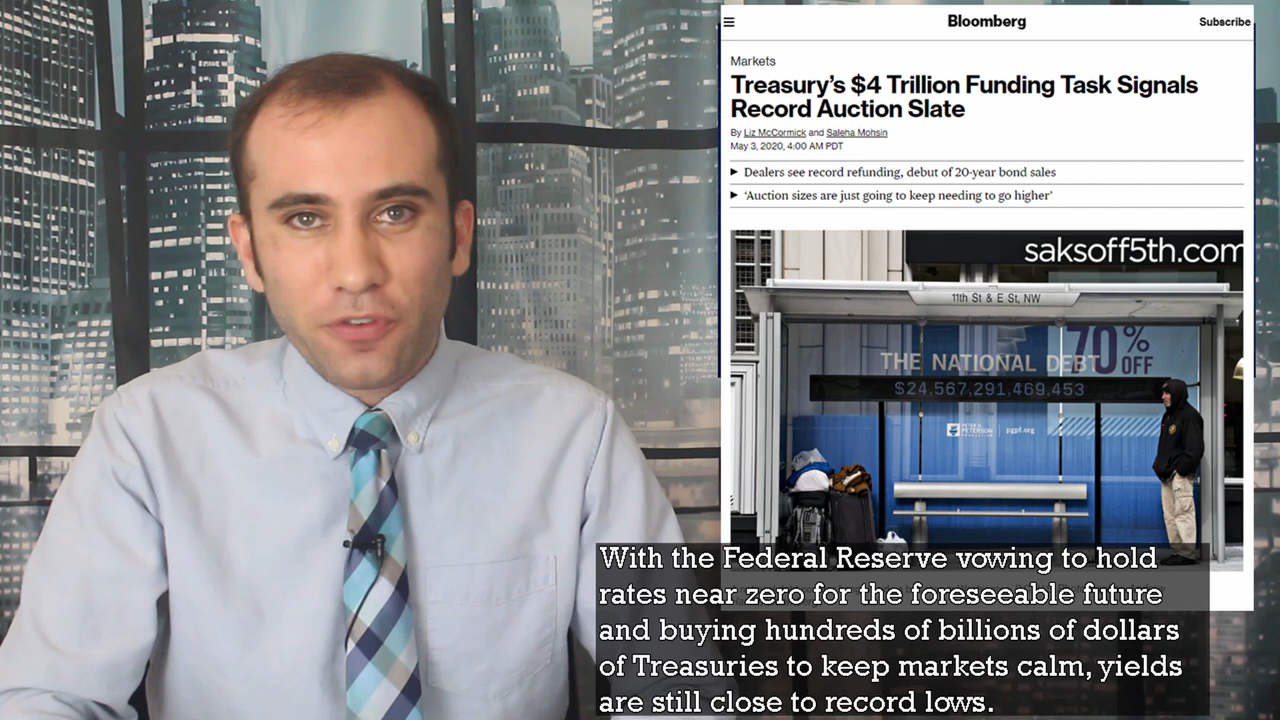 Bloomberg
Subscribe
Markets
Treasury's $4 Trillion Funding Task Signals
Record Auction Slate
By Liz McCormick and Saleha Mohsin
May 3, 2020, 4:00 AM PDT
Dealers see record refunding, debut of 20-year bond sales
‘Auction sizes are just going to keep needing to go higher’
saksoff5th.com
11th St & E St, NW
70% OFF
THE NATIONAL DEBT
$24,567,291,469,453
PETER G. PETERSON FOUNDATION
pgpf.org
With the Federal Reserve vowing to hold
rates near zero for the foreseeable future
and buying hundreds of billions of dollars
of Treasuries to keep markets calm, yields
are still close to record lows.